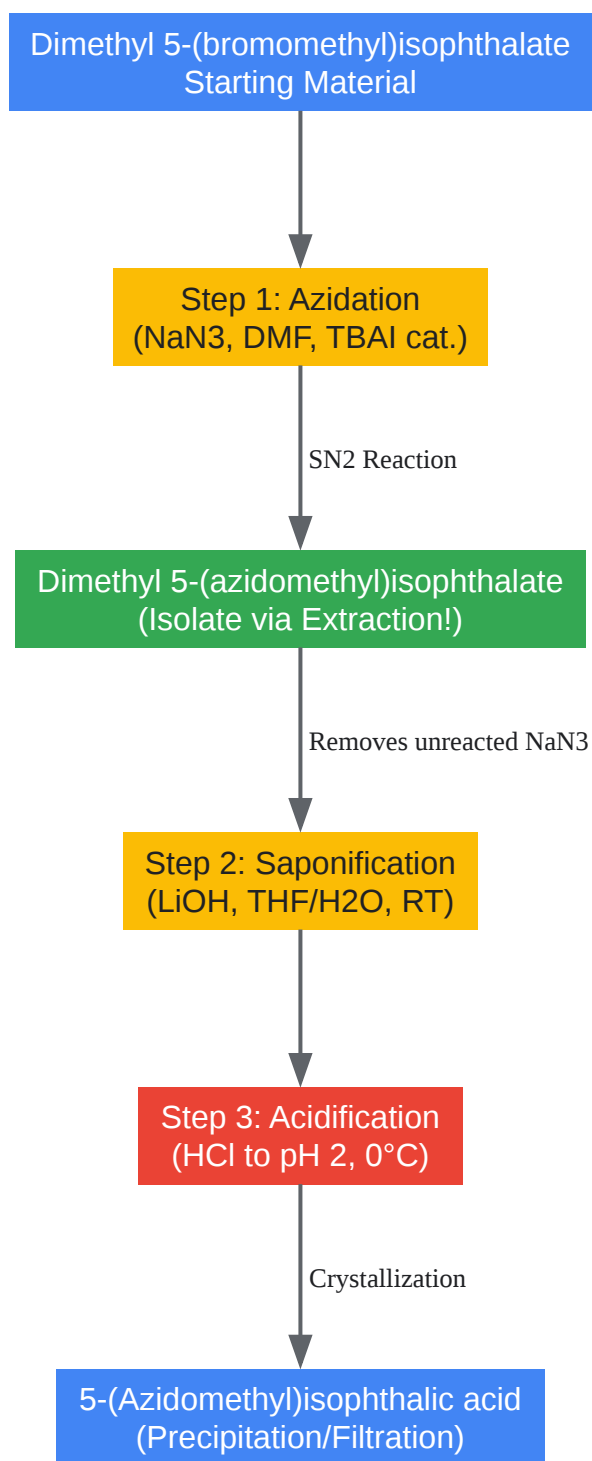 Dimethyl 5-(bromomethyl)isophthalate
Starting Material
Step 1: Azidation
(NaN3, DMF, TBAI cat.)
SN2 Reaction
Dimethyl 5-(azidomethyl)isophthalate
(Isolate via Extraction!)
Removes unreacted NaN3
Step 2: Saponification
(LiOH, THF/H2O, RT)
Step 3: Acidification
(HCl to pH 2, 0°C)
Crystallization
5-(Azidomethyl)isophthalic acid
(Precipitation/Filtration)